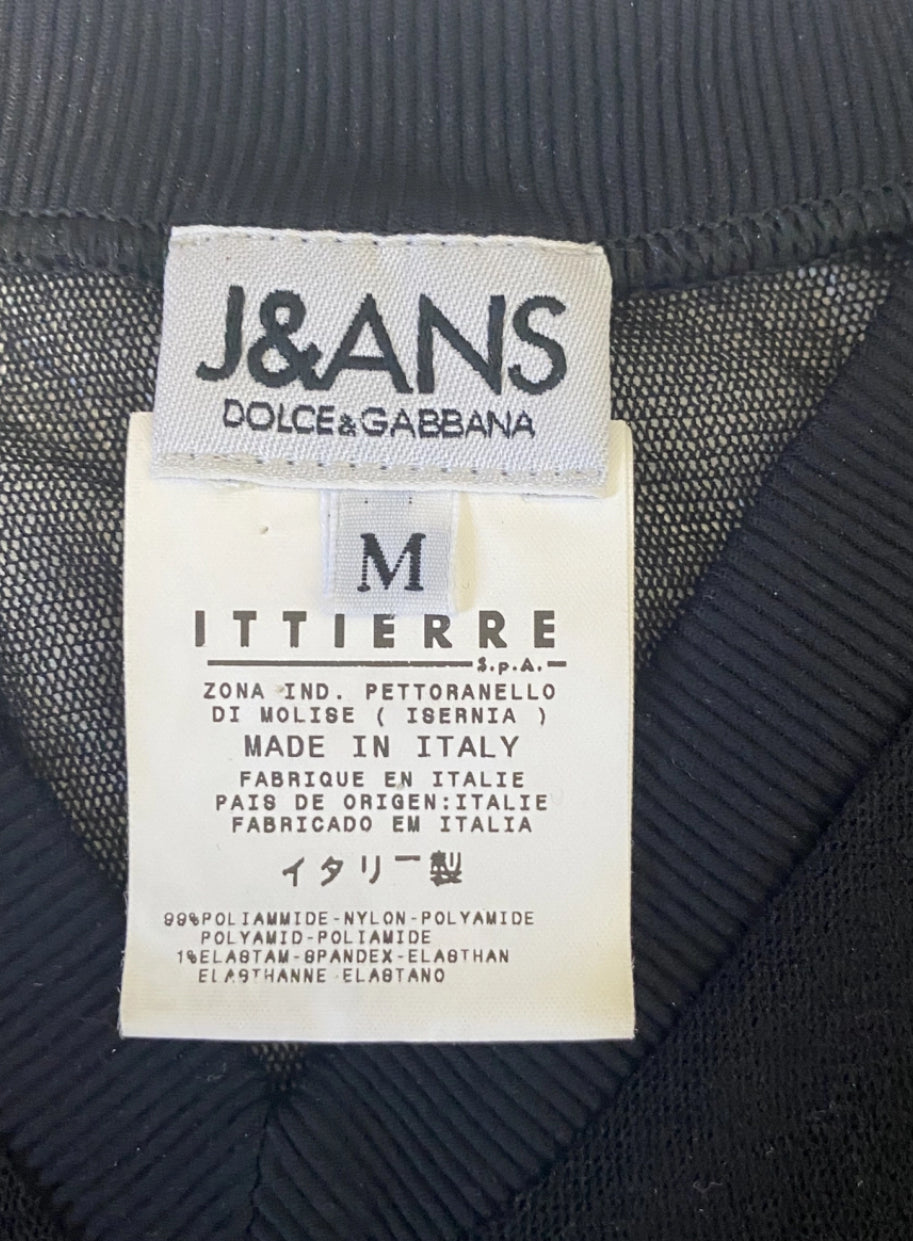 J&ANS
DOLCE&GABBANA
M
ITTIERRE
S.p.A.
ZONA IND. PETTORANELLO
DI MOLISE ( ISERNIA )
MADE IN ITALY
FABRIQUE EN ITALIE
PAIS DE ORIGEN:ITALIE
FABRICADO EM ITALIA
イタリー製
99%POLIAMMIDE-NYLON-POLYAMIDE
POLYAMID-POLIAMIDE
1%ELASTAM-SPANDEX-ELASTHAN
ELASTHANNE-ELASTANO